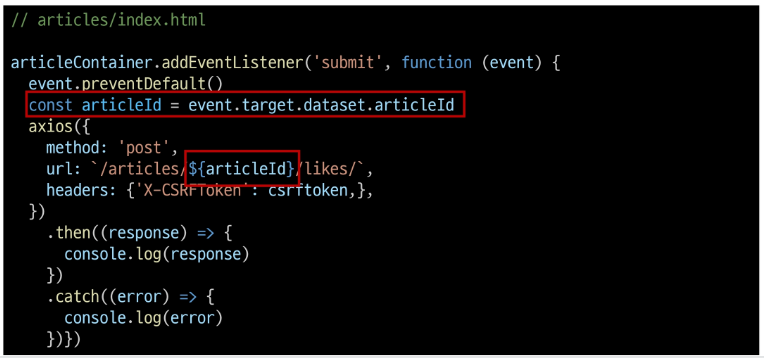 // articles/index.html
articleContainer.addEventListener('submit', function (event) {
event.preventDefault()
const articleId = event.target.dataset.articleId
axios({
method: 'post',
url: `/articles/${articleId}/likes/`,
headers: {'X-CSRFToken': csrftoken,},
})
.then((response) => {
console.log(response)
})
.catch((error) => {
console.log(error)
})})